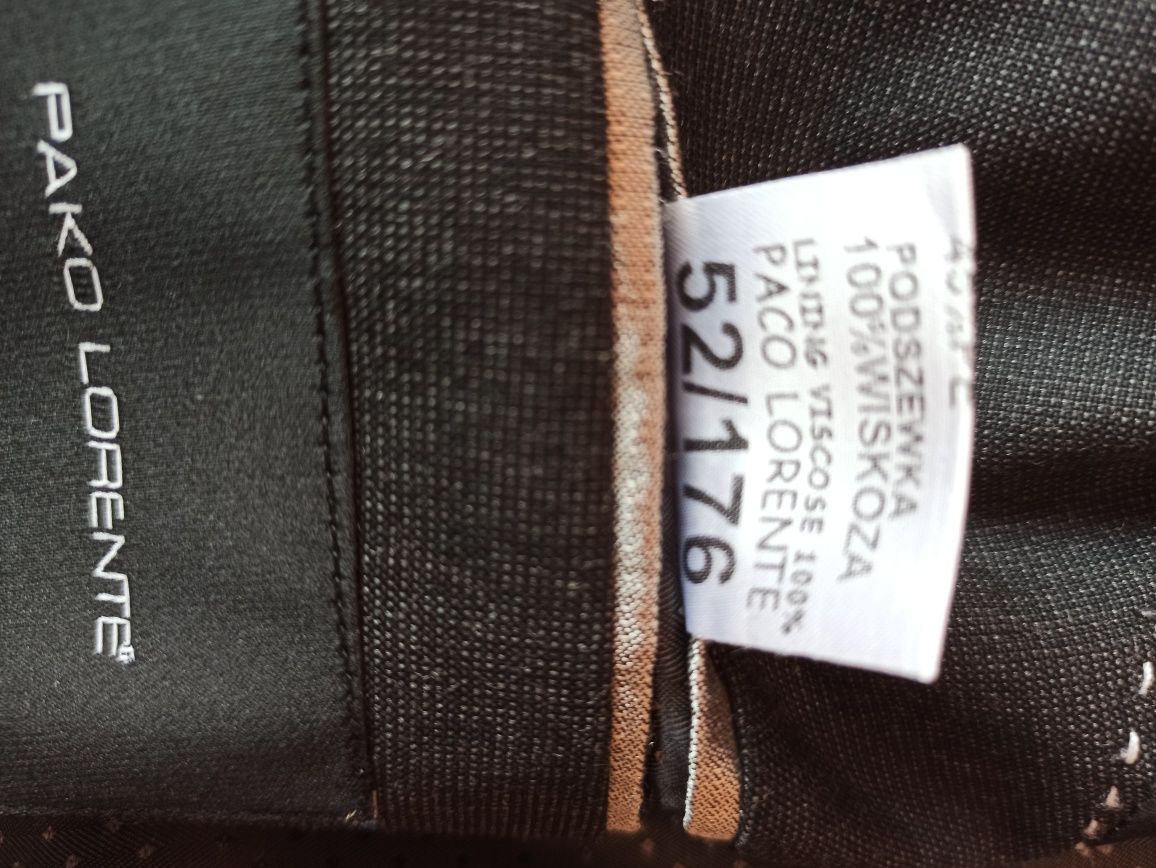 PAKO LORENTE
PODSZEWKA
100%WISKOZA
LINING VISCOSE 100%
PACO LORENTE
52/176